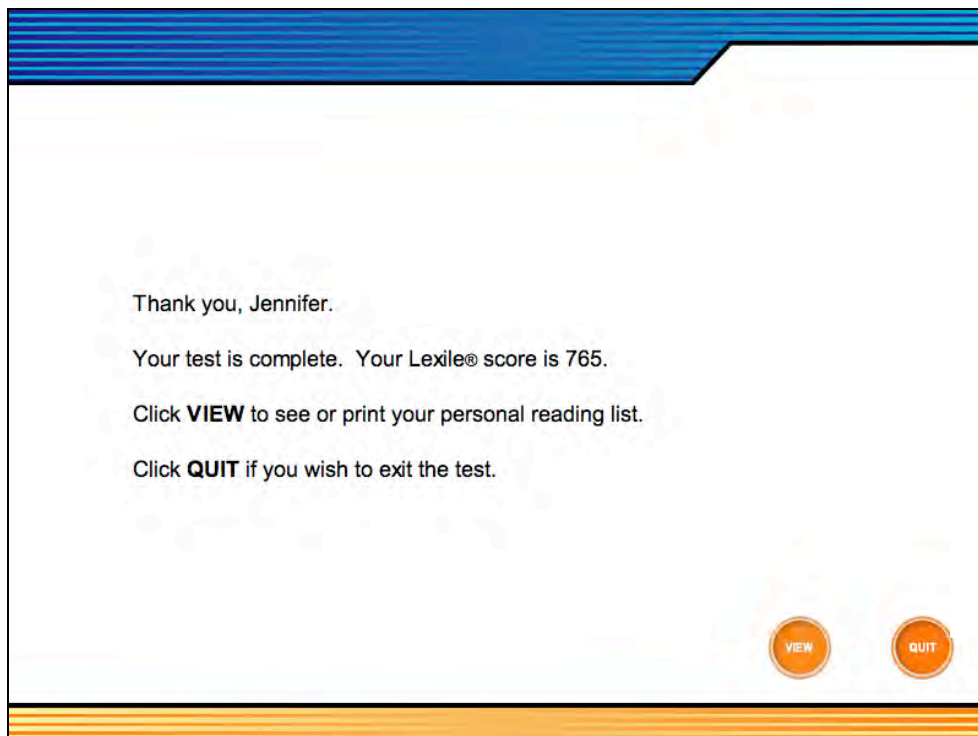 Thank you, Jennifer.
Your test is complete.  Your Lexile® score is 765.
Click VIEW to see or print your personal reading list.
Click QUIT if you wish to exit the test.
VIEW
QUIT